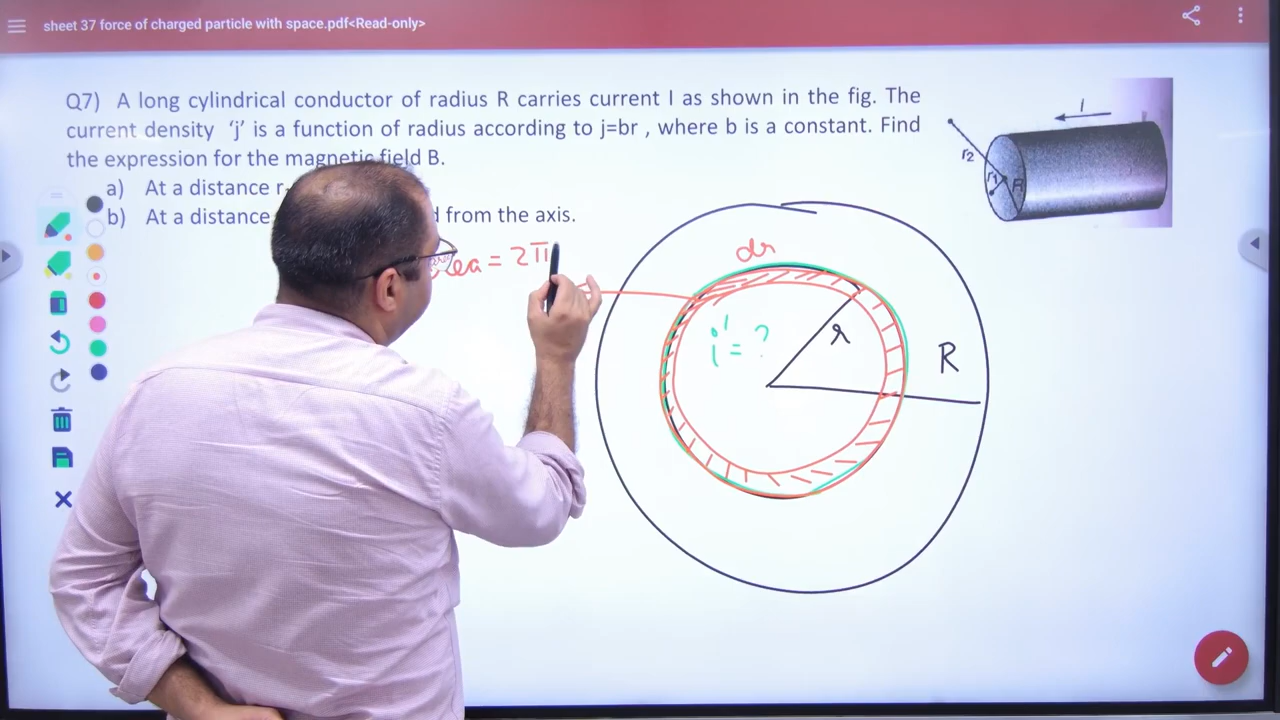 sheet 37 force of charged particle with space.pdf<Read-only>
Q7) A long cylindrical conductor of radius R carries current I as shown in the fig. The
current density ‘j’ is a function of radius according to j=br , where b is a constant. Find
the expression for the magnetic field B.
a) At a distance r
b) At a distance from the axis.
I
r2
r1
R
ea = 2π
dr
i' = ?
r
R